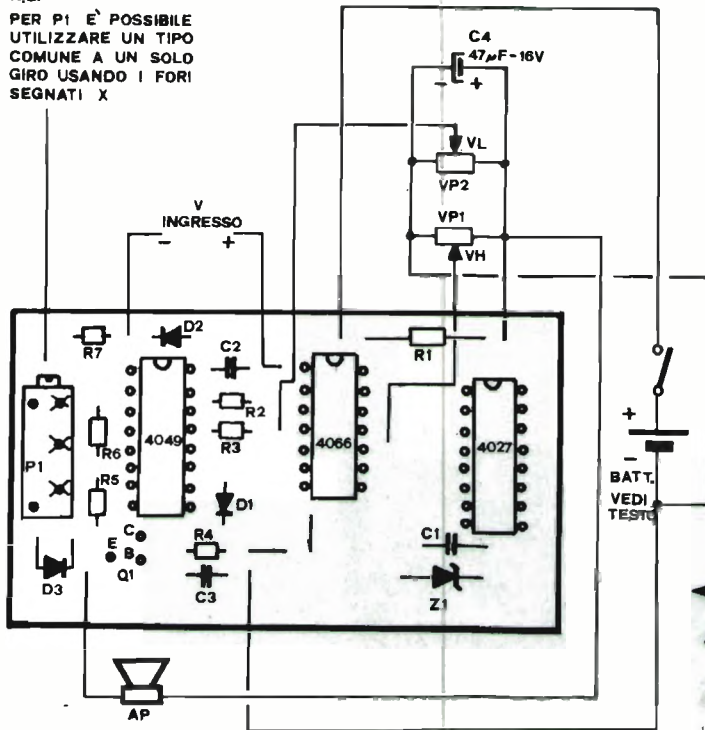 PER P1 E` POSSIBILE
UTILIZZARE UN TIPO
COMUNE A UN SOLO
GIRO USANDO I FORI
SEGNATI X
C4
47µF-16V
- +
VL
VP2
VP1
VH
V
INGRESSO
- +
D2
R7
C2
R1
4049
R2
4066
4027
R3
P1
R6
R5
D1
C
E
B
Q1
R4
C1
D3
C3
Z1
AP
+
-
BATT.
VEDI
TESTO